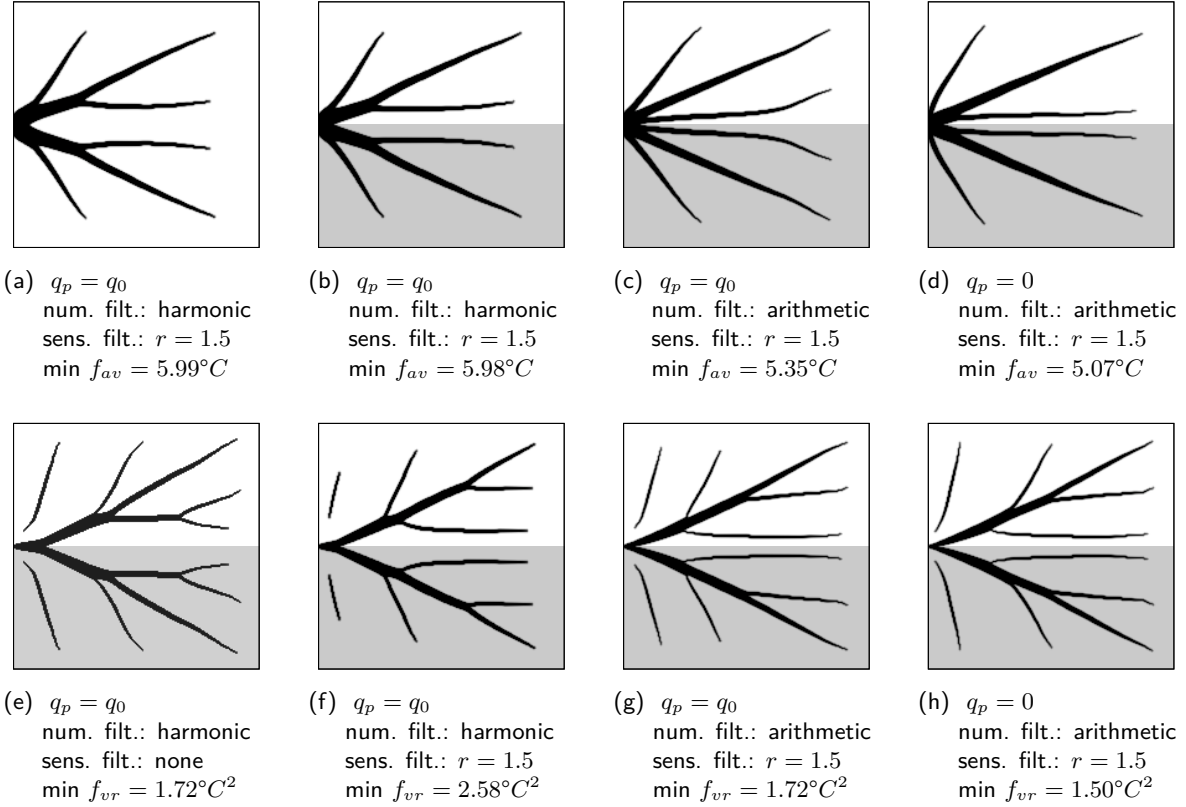 (a) q_p = q_0
num. filt.: harmonic
sens. filt.: r = 1.5
min f_av = 5.99°C
(b) q_p = q_0
num. filt.: harmonic
sens. filt.: r = 1.5
min f_av = 5.98°C
(c) q_p = q_0
num. filt.: arithmetic
sens. filt.: r = 1.5
min f_av = 5.35°C
(d) q_p = 0
num. filt.: arithmetic
sens. filt.: r = 1.5
min f_av = 5.07°C
(e) q_p = q_0
num. filt.: harmonic
sens. filt.: none
min f_vr = 1.72°C²
(f) q_p = q_0
num. filt.: harmonic
sens. filt.: r = 1.5
min f_vr = 2.58°C²
(g) q_p = q_0
num. filt.: arithmetic
sens. filt.: r = 1.5
min f_vr = 1.72°C²
(h) q_p = 0
num. filt.: arithmetic
sens. filt.: r = 1.5
min f_vr = 1.50°C²